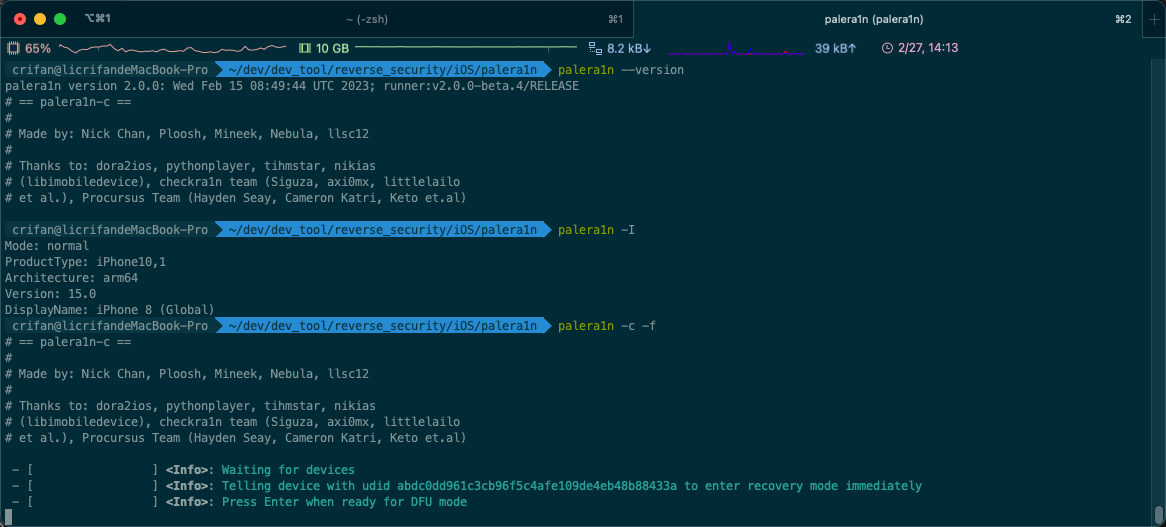 ⌥⌘1
~ (-zsh)
⌘1
palera1n (palera1n)
⌘2
65%
10 GB
8.2 kB↓
39 kB↑
2/27, 14:13
crifan@licrifandeMacBook-Pro ~/dev/dev_tool/reverse_security/iOS/palera1n palera1n --version
palera1n version 2.0.0: Wed Feb 15 08:49:44 UTC 2023; runner:v2.0.0-beta.4/RELEASE
# == palera1n-c ==
#
# Made by: Nick Chan, Ploosh, Mineek, Nebula, llsc12
#
# Thanks to: dora2ios, pythonplayer, tihmstar, nikias
# (libimobiledevice), checkra1n team (Siguza, axi0mx, littlelailo
# et al.), Procursus Team (Hayden Seay, Cameron Katri, Keto et.al)
crifan@licrifandeMacBook-Pro ~/dev/dev_tool/reverse_security/iOS/palera1n palera1n -I
Mode: normal
ProductType: iPhone10,1
Architecture: arm64
Version: 15.0
DisplayName: iPhone 8 (Global)
crifan@licrifandeMacBook-Pro ~/dev/dev_tool/reverse_security/iOS/palera1n palera1n -c -f
# == palera1n-c ==
#
# Made by: Nick Chan, Ploosh, Mineek, Nebula, llsc12
#
# Thanks to: dora2ios, pythonplayer, tihmstar, nikias
# (libimobiledevice), checkra1n team (Siguza, axi0mx, littlelailo
# et al.), Procursus Team (Hayden Seay, Cameron Katri, Keto et.al)
- [ ] <Info>: Waiting for devices
- [ ] <Info>: Telling device with udid abdc0dd961c3cb96f5c4afe109de4eb48b88433a to enter recovery mode immediately
- [ ] <Info>: Press Enter when ready for DFU mode